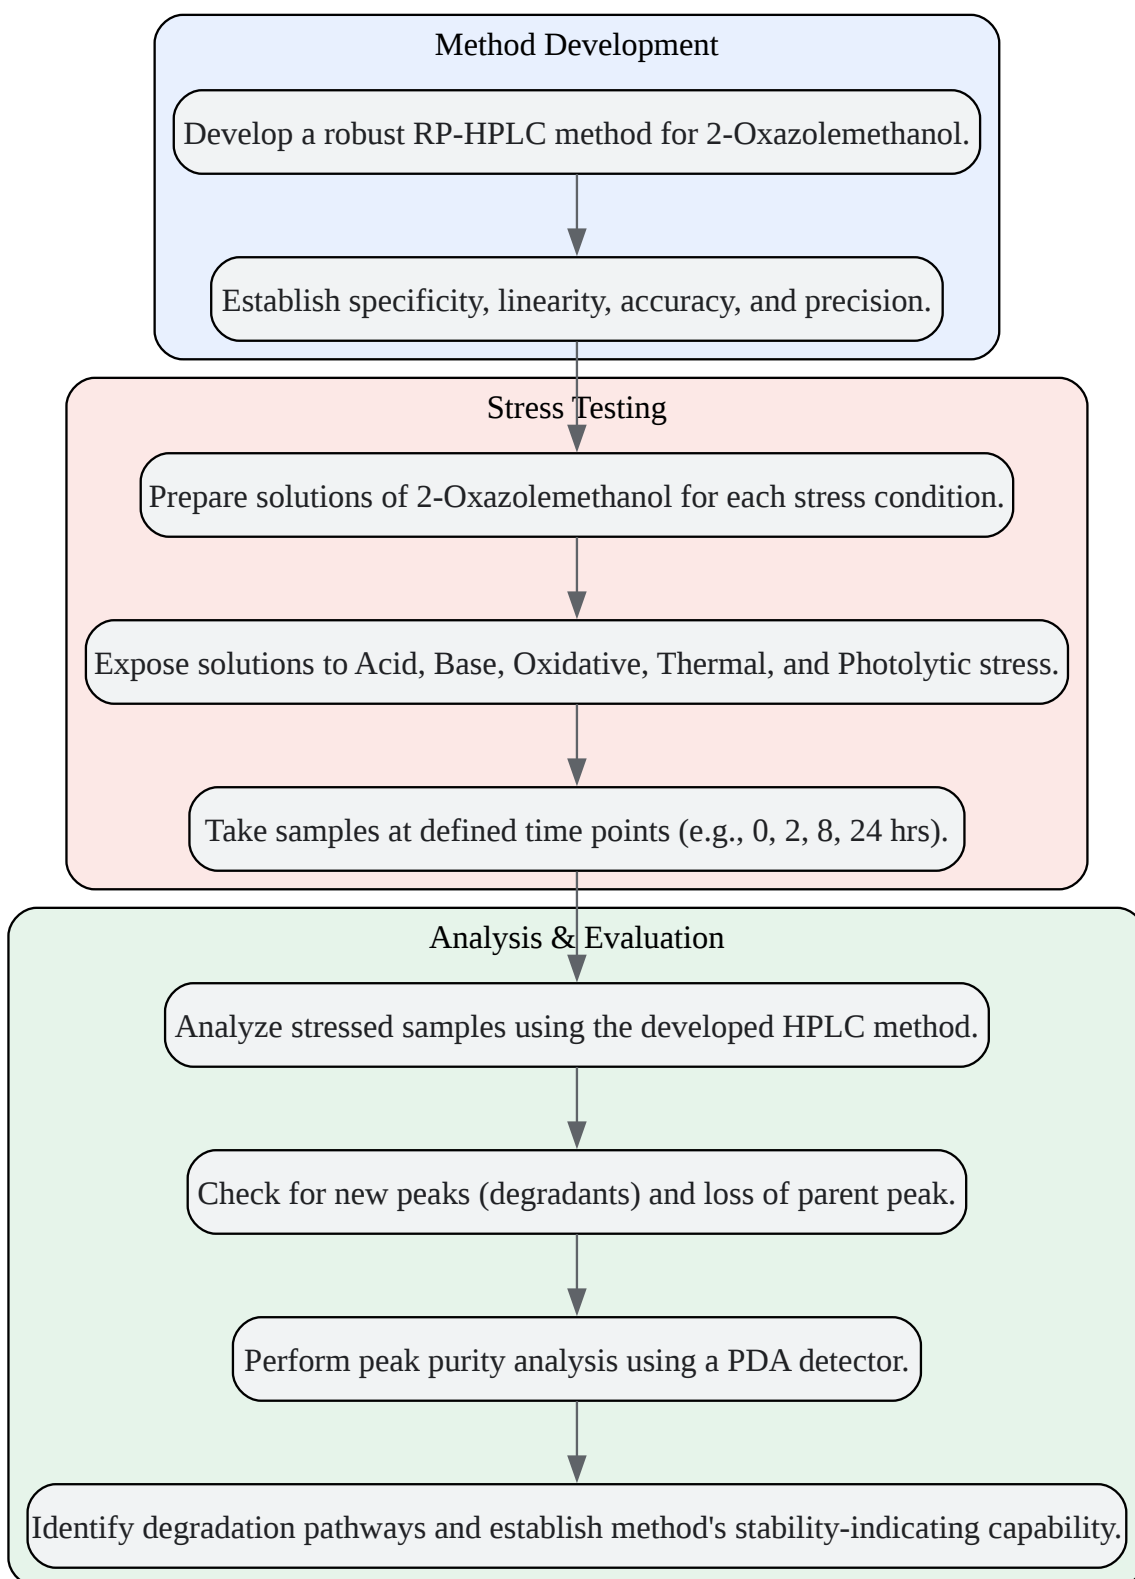 Method Development
Develop a robust RP-HPLC method for 2-Oxazolemethanol.
Establish specificity, linearity, accuracy, and precision.
Stress Testing
Prepare solutions of 2-Oxazolemethanol for each stress condition.
Expose solutions to Acid, Base, Oxidative, Thermal, and Photolytic stress.
Take samples at defined time points (e.g., 0, 2, 8, 24 hrs).
Analysis & Evaluation
Analyze stressed samples using the developed HPLC method.
Check for new peaks (degradants) and loss of parent peak.
Perform peak purity analysis using a PDA detector.
Identify degradation pathways and establish method's stability-indicating capability.